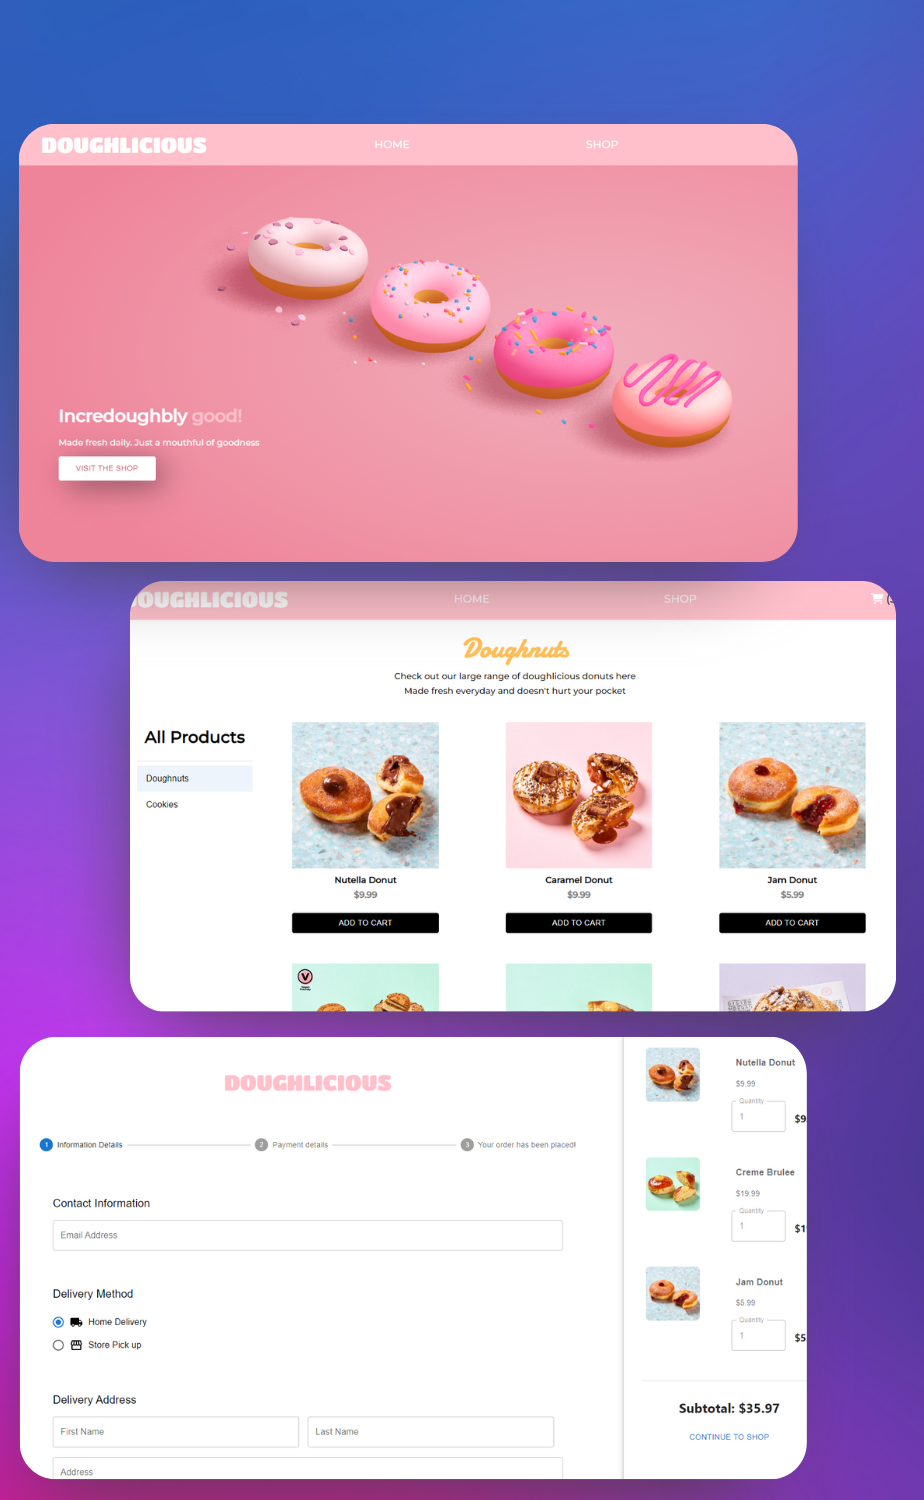 DOUGHLICIOUS HOME SHOP
Incredoughbly good!
Made fresh daily. Just a mouthful of goodness
VISIT THE SHOP
DOUGHLICIOUS HOME SHOP
Doughnuts
Check out our large range of doughlicious donuts here
Made fresh everyday and doesn't hurt your pocket
All Products
Doughnuts
Cookies
Nutella Donut
$9.99
ADD TO CART
Caramel Donut
$9.99
ADD TO CART
Jam Donut
$5.99
ADD TO CART
V
DOUGHLICIOUS
1 Information Details 2 Payment details 3 Your order has been placed!
Contact Information
Email Address
Delivery Method
Home Delivery
Store Pick up
Delivery Address
First Name Last Name
Address
Nutella Donut
$9.99
Quantity
1 $9.
Creme Brulee
$19.99
Quantity
1 $1
Jam Donut
$5.99
Quantity
1 $5.
Subtotal: $35.97
CONTINUE TO SHOP